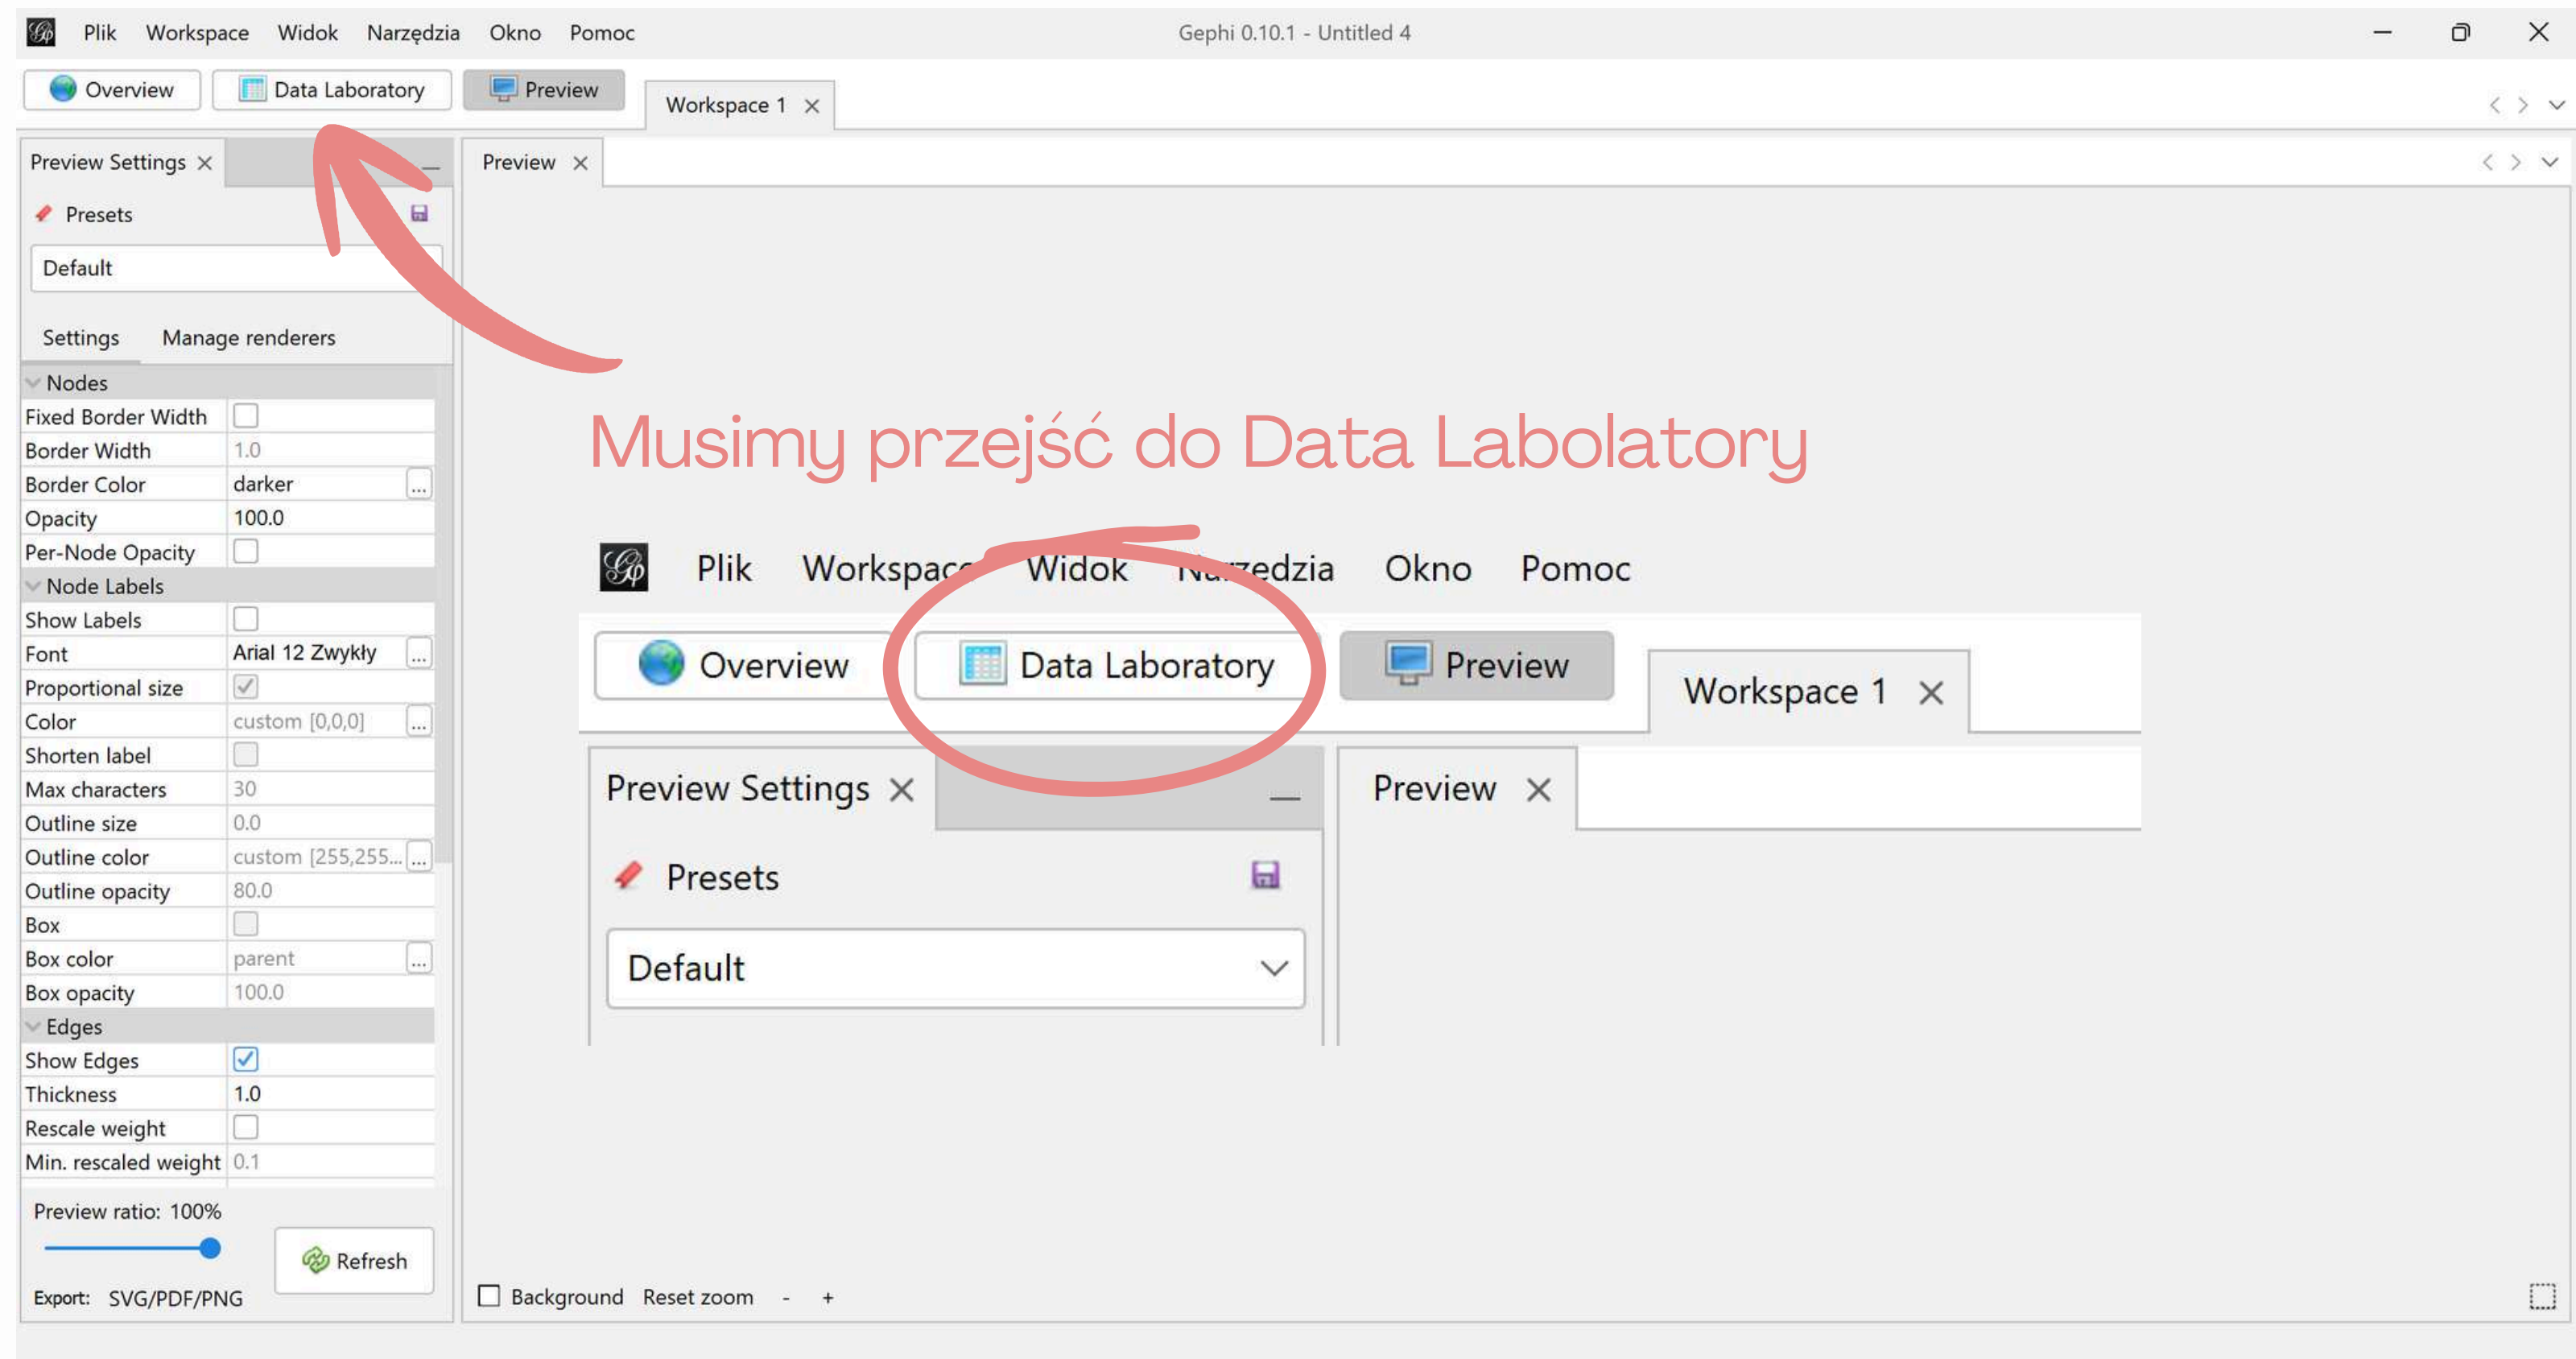 Plik Workspace Widok Narzędzia Okno Pomoc Gephi 0.10.1 - Untitled 4
Overview Data Laboratory Preview Workspace 1
Preview Settings Preview
Presets
Default
Settings Manage renderers
Nodes
Fixed Border Width
Border Width 1.0
Border Color darker ...
Opacity 100.0
Per-Node Opacity
Node Labels
Show Labels
Font Arial 12 Zwykły ...
Proportional size
Color custom [0,0,0] ...
Shorten label
Max characters 30
Outline size 0.0
Outline color custom [255,255... ...
Outline opacity 80.0
Box
Box color parent ...
Box opacity 100.0
Edges
Show Edges
Thickness 1.0
Rescale weight
Min. rescaled weight 0.1
Preview ratio: 100%
Refresh
Export: SVG/PDF/PNG
Musimy przejść do Data Labolatory
Plik Workspace Widok Narzędzia Okno Pomoc
Overview Data Laboratory Preview Workspace 1
Preview Settings Preview
Presets
Default
Background Reset zoom - +